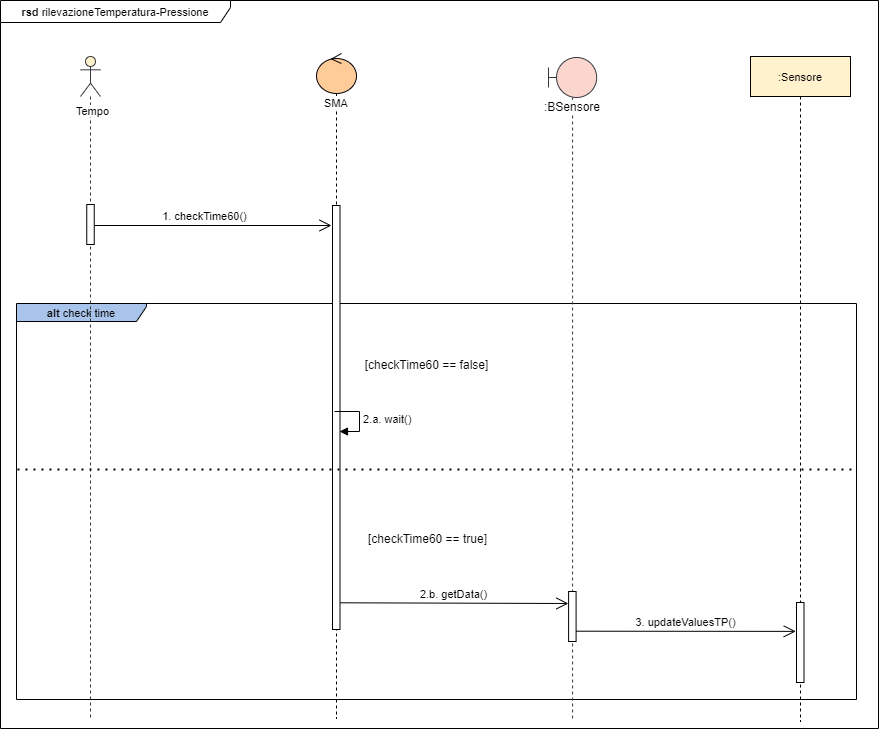 rsd rilevazioneTemperatura-Pressione
Tempo
SMA
:BSensore
:Sensore
1. checkTime60()
alt check time
[checkTime60 == false]
2.a. wait()
[checkTime60 == true]
2.b. getData()
3. updateValuesTP()